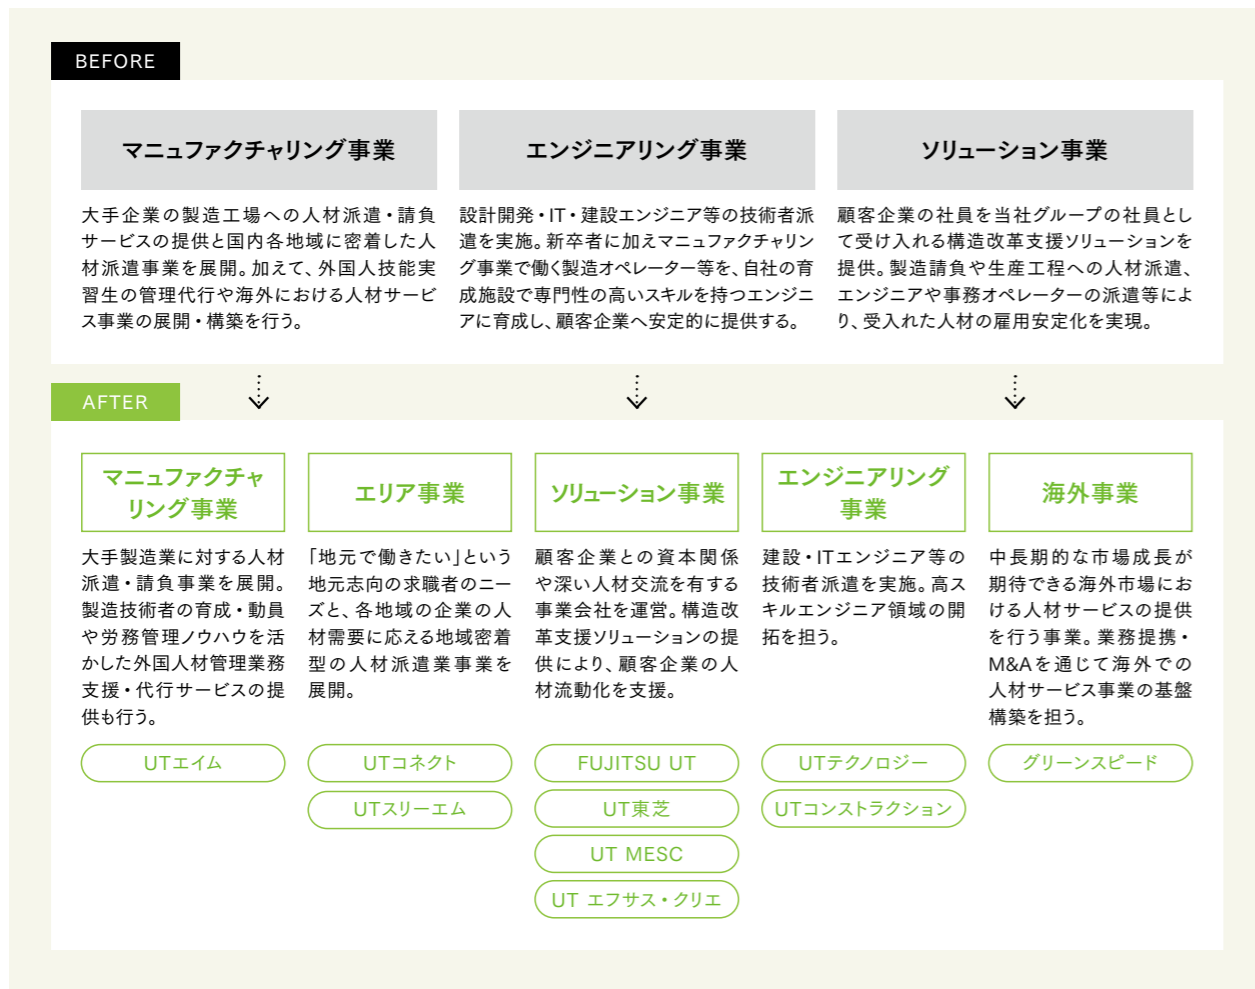 BEFORE
マニュファクチャリング事業
大手企業の製造工場への人材派遣・請負
サービスの提供と国内各地域に密着した人
材派遣事業を展開。加えて、外国人技能実
習生の管理代行や海外における人材サービ
ス事業の展開・構築を行う。
エンジニアリング事業
設計開発・IT・建設エンジニア等の技術者派
遣を実施。新卒者に加えマニュファクチャリン
グ事業で働く製造オペレーター等を、自社の育
成施設で専門性の高いスキルを持つエンジニ
アに育成し、顧客企業へ安定的に提供する。
ソリューション事業
顧客企業の社員を当社グループの社員とし
て受け入れる構造改革支援ソリューションを
提供。製造請負や生産工程への人材派遣、
エンジニアや事務オペレーターの派遣等によ
り、受入れた人材の雇用安定化を実現。
AFTER
マニュファクチャ
リング事業
大手製造業に対する人材
派遣・請負事業を展開。
製造技術者の育成・動員
や労務管理ノウハウを活
かした外国人材管理業務
支援・代行サービスの提
供も行う。
UTエイム
エリア事業
「地元で働きたい」という
地元志向の求職者のニー
ズと、各地域の企業の人
材需要に応える地域密着
型の人材派遣業事業を
展開。
UTコネクト
UTスリーエム
ソリューション事業
顧客企業との資本関係
や深い人材交流を有する
事業会社を運営。構造改
革支援ソリューションの提
供により、顧客企業の人
材流動化を支援。
FUJITSU UT
UT東芝
UT MESC
UT エフサス・クリエ
エンジニアリング
事業
建設・ITエンジニア等の
技術者派遣を実施。高ス
キルエンジニア領域の開
拓を担う。
UTテクノロジー
UTコンストラクション
海外事業
中長期的な市場成長が
期待できる海外市場にお
ける人材サービスの提供
を行う事業。業務提携・
M&Aを通じて海外での
人材サービス事業の基盤
構築を担う。
グリーンスピード